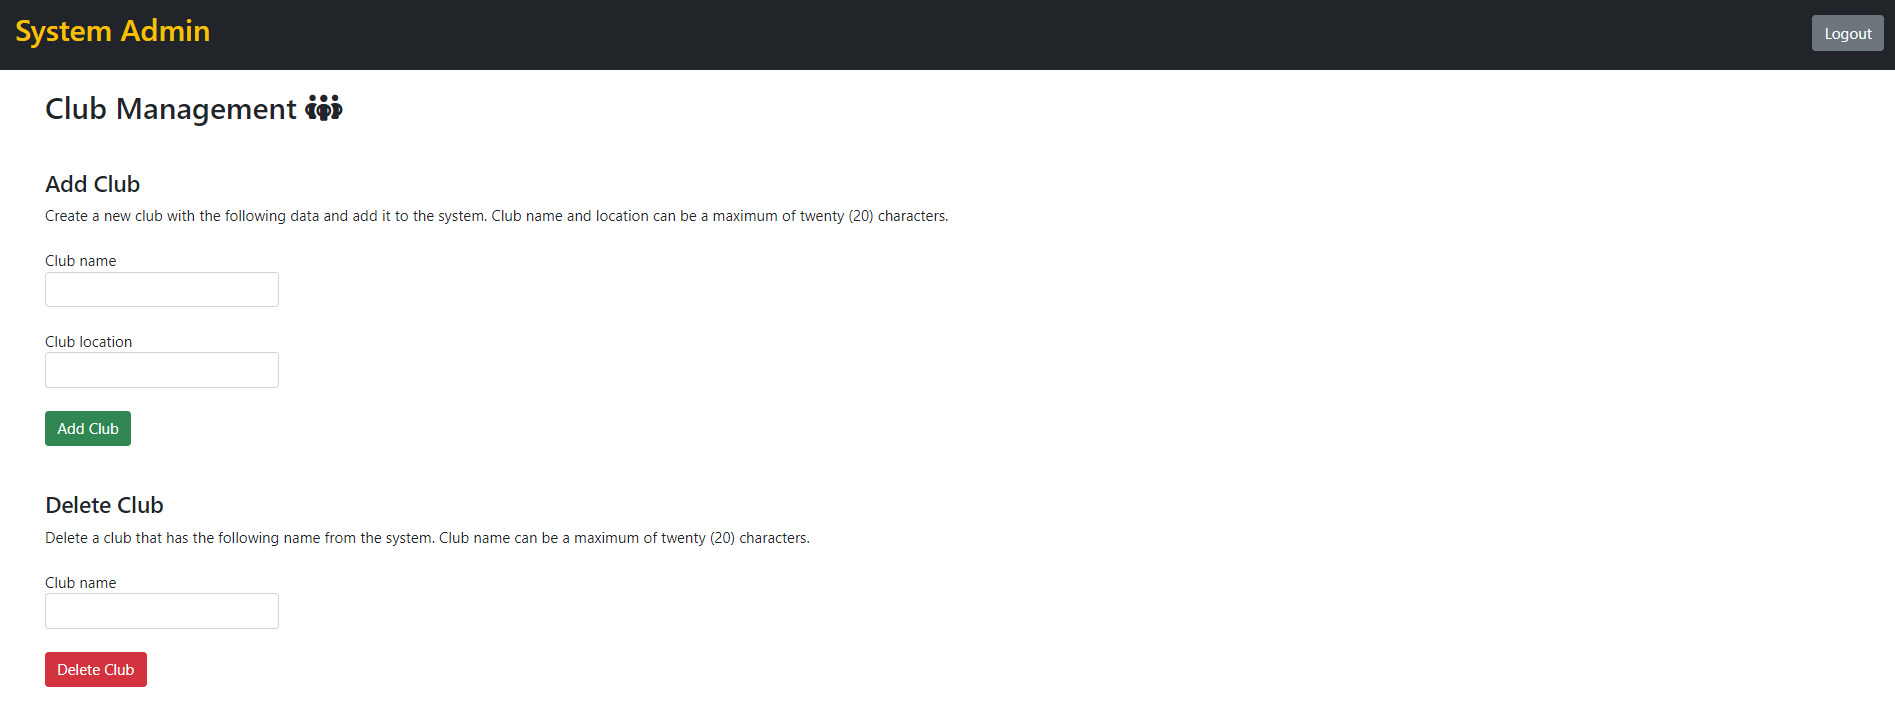 System Admin
Logout
Club Management
Add Club
Create a new club with the following data and add it to the system. Club name and location can be a maximum of twenty (20) characters.
Club name
Club location
Add Club
Delete Club
Delete a club that has the following name from the system. Club name can be a maximum of twenty (20) characters.
Club name
Delete Club